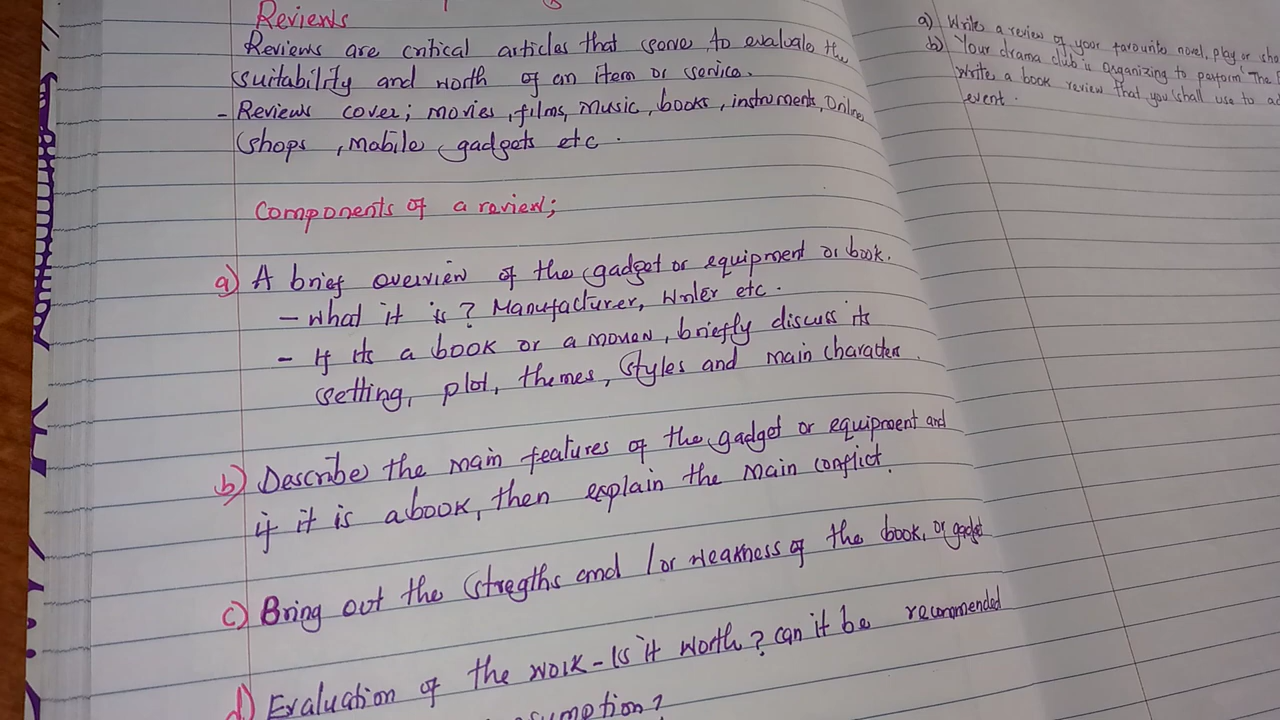 Reviews
Reviews are critical articles that serve to evaluate the
suitability and worth of an item or service.
- Reviews cover; movies, films, music, books, instruments, Online
shops, mobile gadgets etc.
Components of a review;
a) A brief overview of the gadget or equipment or book.
- What it is? Manufacturer, Writer etc.
- If its a book or a movie, briefly discuss its
setting, plot, themes, styles and main character.
b) Describe the main features of the gadget or equipment and
if it is a book, then explain the main conflict.
c) Bring out the stregths and /or weakness of the book, or gadget
d) Evaluation of the work - Is it worth? can it be recommended
sumption?
a) Write a review of your favourite novel, play or sho
b) Your drama club is organizing to perform The
Write a book review that you shall use to ad
event.